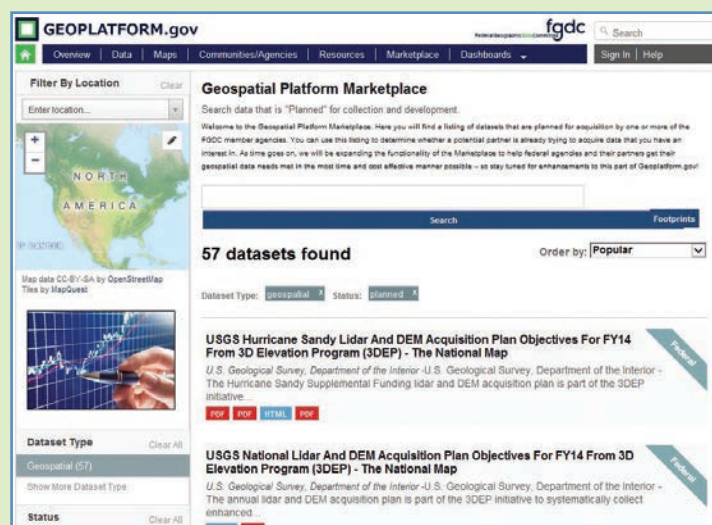 GEOPLATFORM.gov
fgdc
Search
Overview | Data | Maps | Communities/Agencies | Resources | Marketplace | Dashboards
Sign In | Help
Filter By Location Clear
Enter location...
+
-
NORTH
AMERICA
Map data CC-BY-SA by OpenStreetMap
Tiles by MapQuest
Dataset Type Clear All
Geospatial (57)
Show More Dataset Type
Status Clear All
Geospatial Platform Marketplace
Search data that is "Planned" for collection and development.
Welcome to the Geospatial Platform Marketplace. Here you will find a listing of datasets that are planned for acquisition by one or more of the
FGDC member agencies. You can use this listing to determine whether a potential partner is already trying to acquire data that you have an
interest in. As time goes on, we will be expanding the functionality of the Marketplace to help federal agencies and their partners get their
geospatial data needs met in the most time and cost effective manner possible – so stay tuned for enhancements to this part of Geoplatform.gov!
Search Footprints
57 datasets found
Order by: Popular
Dataset Type: geospatial x Status: planned x
USGS Hurricane Sandy Lidar And DEM Acquisition Plan Objectives For FY14
From 3D Elevation Program (3DEP) - The National Map
Federal
U.S. Geological Survey, Department of the Interior -U.S. Geological Survey, Department of the Interior -
The Hurricane Sandy Supplemental Funding lidar and DEM acquisition plan is part of the 3DEP
initiative...
PDF PDF HTML PDF
USGS National Lidar And DEM Acquisition Plan Objectives For FY14 From 3D
Elevation Program (3DEP) - The National Map
Federal
U.S. Geological Survey, Department of the Interior -U.S. Geological Survey, Department of the Interior -
The annual lidar and DEM acquisition plan is part of the 3DEP initiative to systematically collect
enhanced...